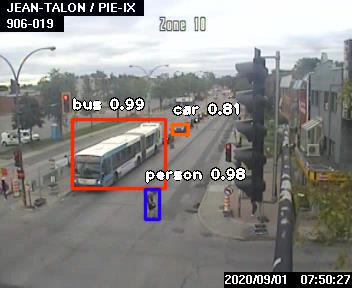 JEAN-TALON / PIE-IX
906-019
Zone 10
bus 0.99
car 0.81
person 0.98
2020/09/01 07:50:27